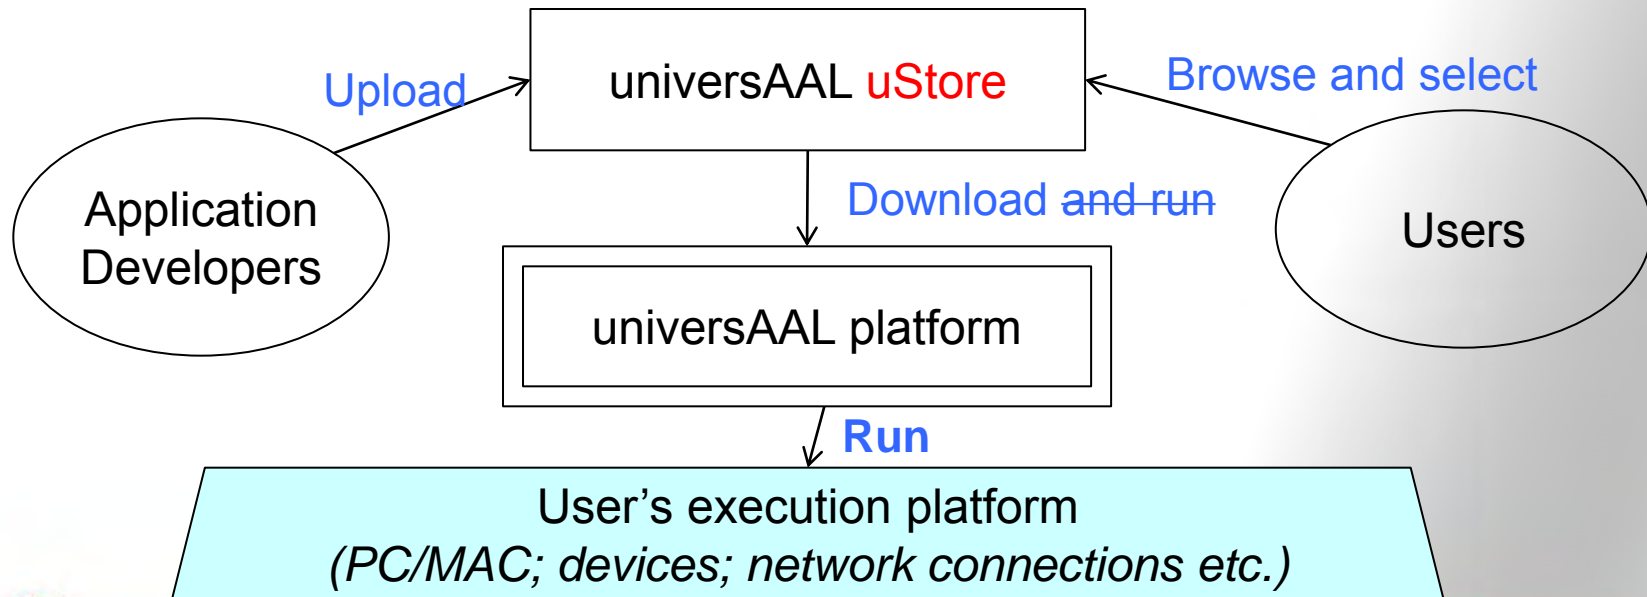 universAAL uStore
Upload
Browse and select
Application
Developers
Download ~~and run~~
Users
universAAL platform
Run
User's execution platform
(PC/MAC; devices; network connections etc.)